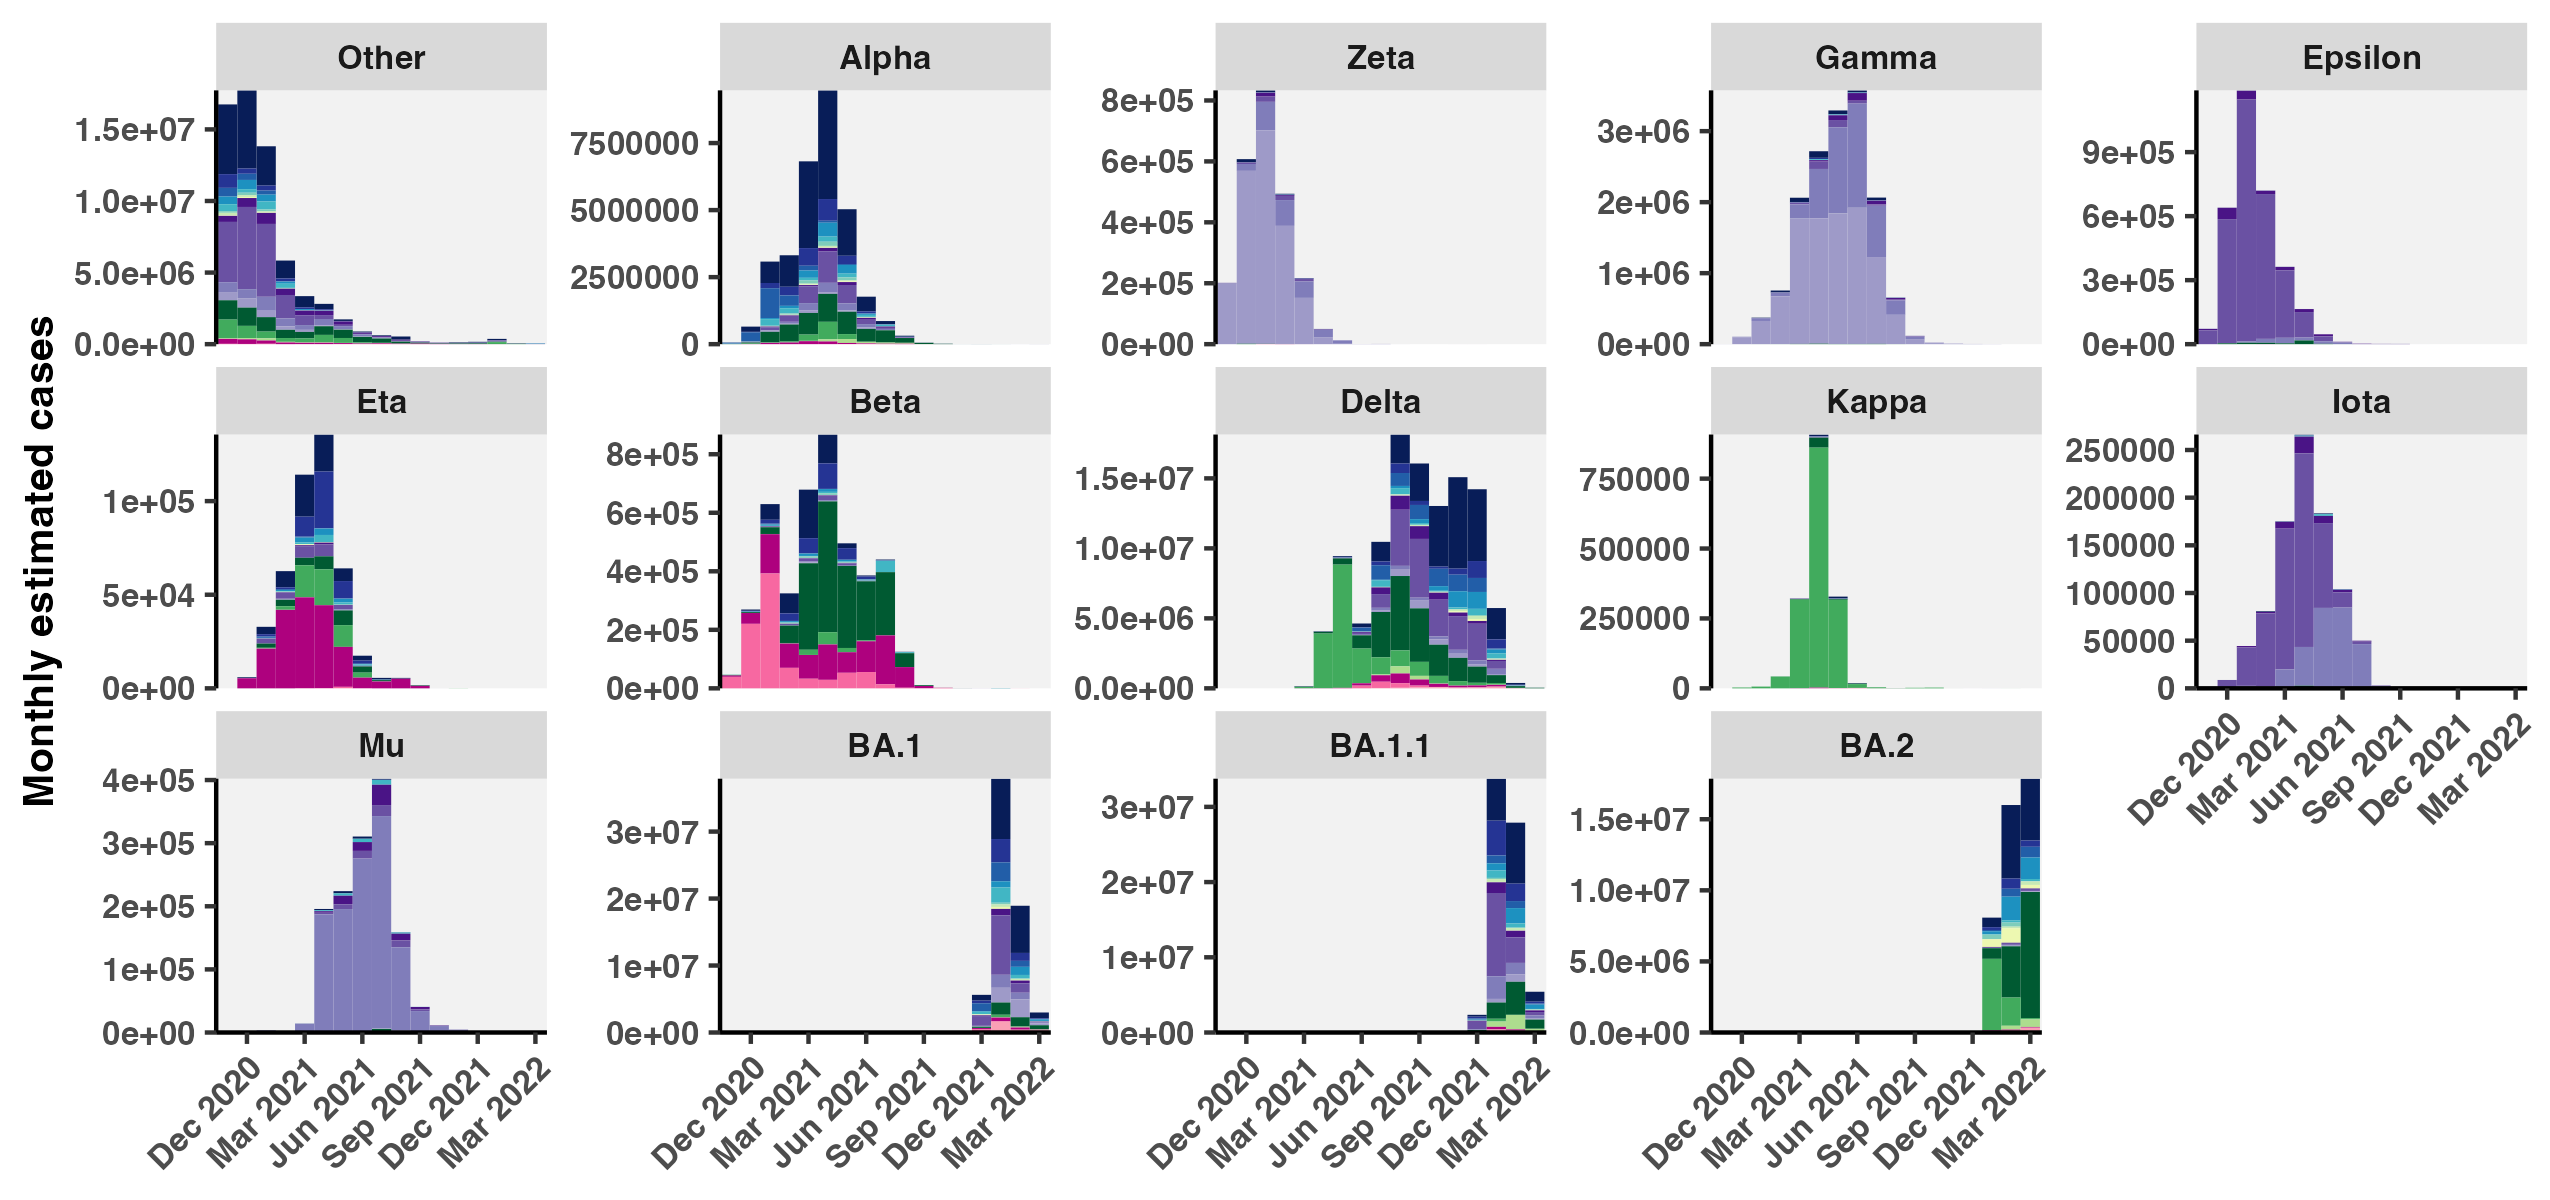 Monthly estimated cases
Other
1.5e+07
1.0e+07
5.0e+06
0.0e+00
Alpha
7500000
5000000
2500000
0
Zeta
8e+05
6e+05
4e+05
2e+05
0e+00
Gamma
3e+06
2e+06
1e+06
0e+00
Epsilon
9e+05
6e+05
3e+05
0e+00
Eta
1e+05
5e+04
0e+00
Beta
8e+05
6e+05
4e+05
2e+05
0e+00
Delta
1.5e+07
1.0e+07
5.0e+06
0.0e+00
Kappa
750000
500000
250000
0
Iota
250000
200000
150000
100000
50000
0
Dec 2020
Mar 2021
Jun 2021
Sep 2021
Dec 2021
Mar 2022
Mu
4e+05
3e+05
2e+05
1e+05
0e+00
Dec 2020
Mar 2021
Jun 2021
Sep 2021
Dec 2021
Mar 2022
BA.1
3e+07
2e+07
1e+07
0e+00
Dec 2020
Mar 2021
Jun 2021
Sep 2021
Dec 2021
Mar 2022
BA.1.1
3e+07
2e+07
1e+07
0e+00
Dec 2020
Mar 2021
Jun 2021
Sep 2021
Dec 2021
Mar 2022
BA.2
1.5e+07
1.0e+07
5.0e+06
0.0e+00
Dec 2020
Mar 2021
Jun 2021
Sep 2021
Dec 2021
Mar 2022